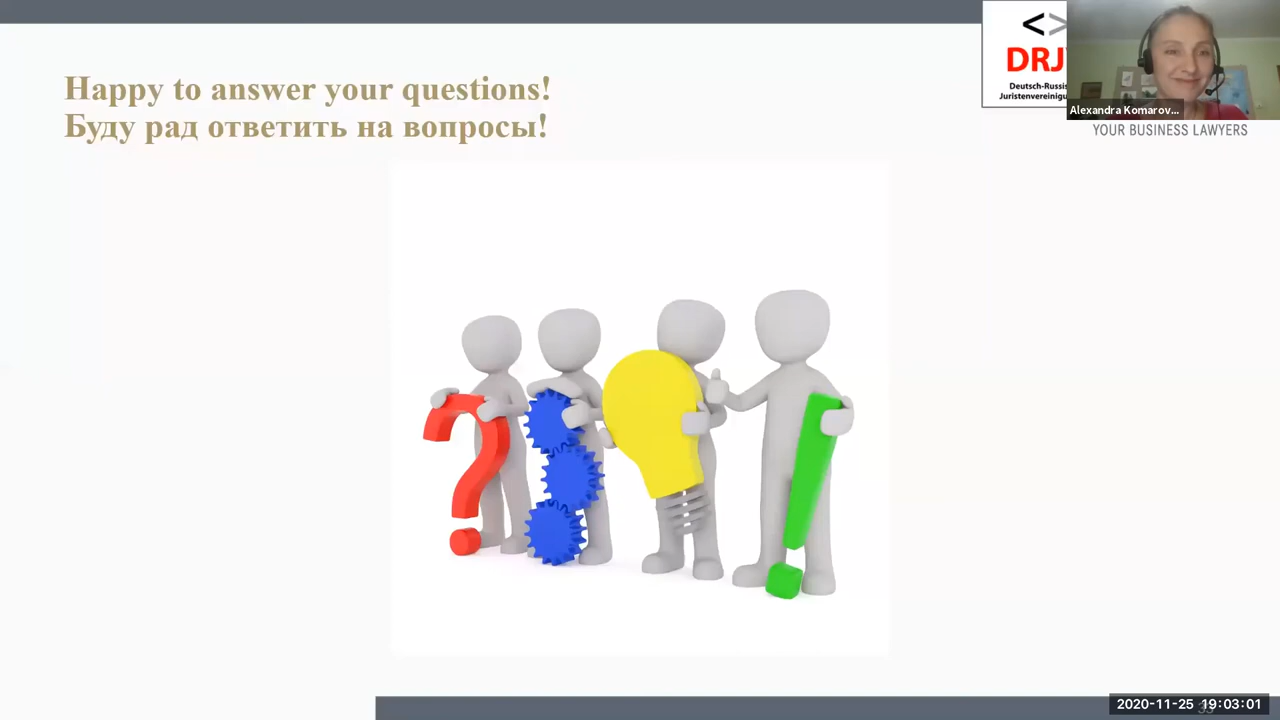 Happy to answer your questions!
Буду рад ответить на вопросы!
DRJ
Deutsch-Russis
Juristenvereinigu
Alexandra Komarov...
YOUR BUSINESS LAWYERS
2020-11-25 19:03:01